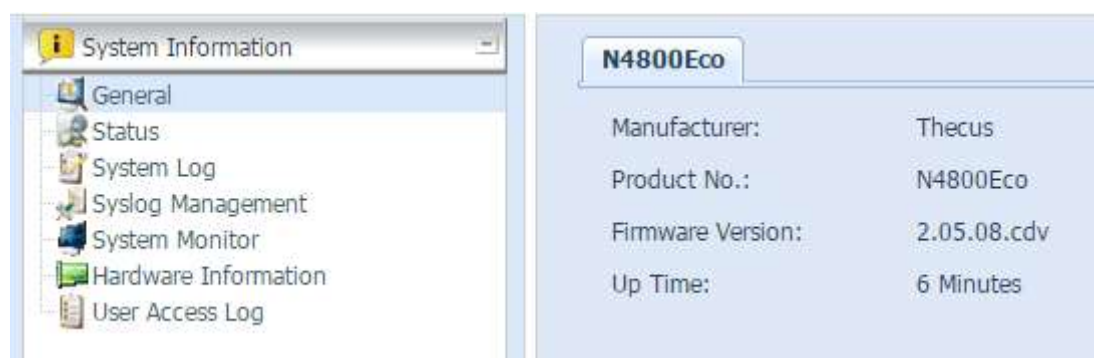 System Information
General
Status
System Log
Syslog Management
System Monitor
Hardware Information
User Access Log
N4800Eco
Manufacturer: Thecus
Product No.: N4800Eco
Firmware Version: 2.05.08.cdv
Up Time: 6 Minutes